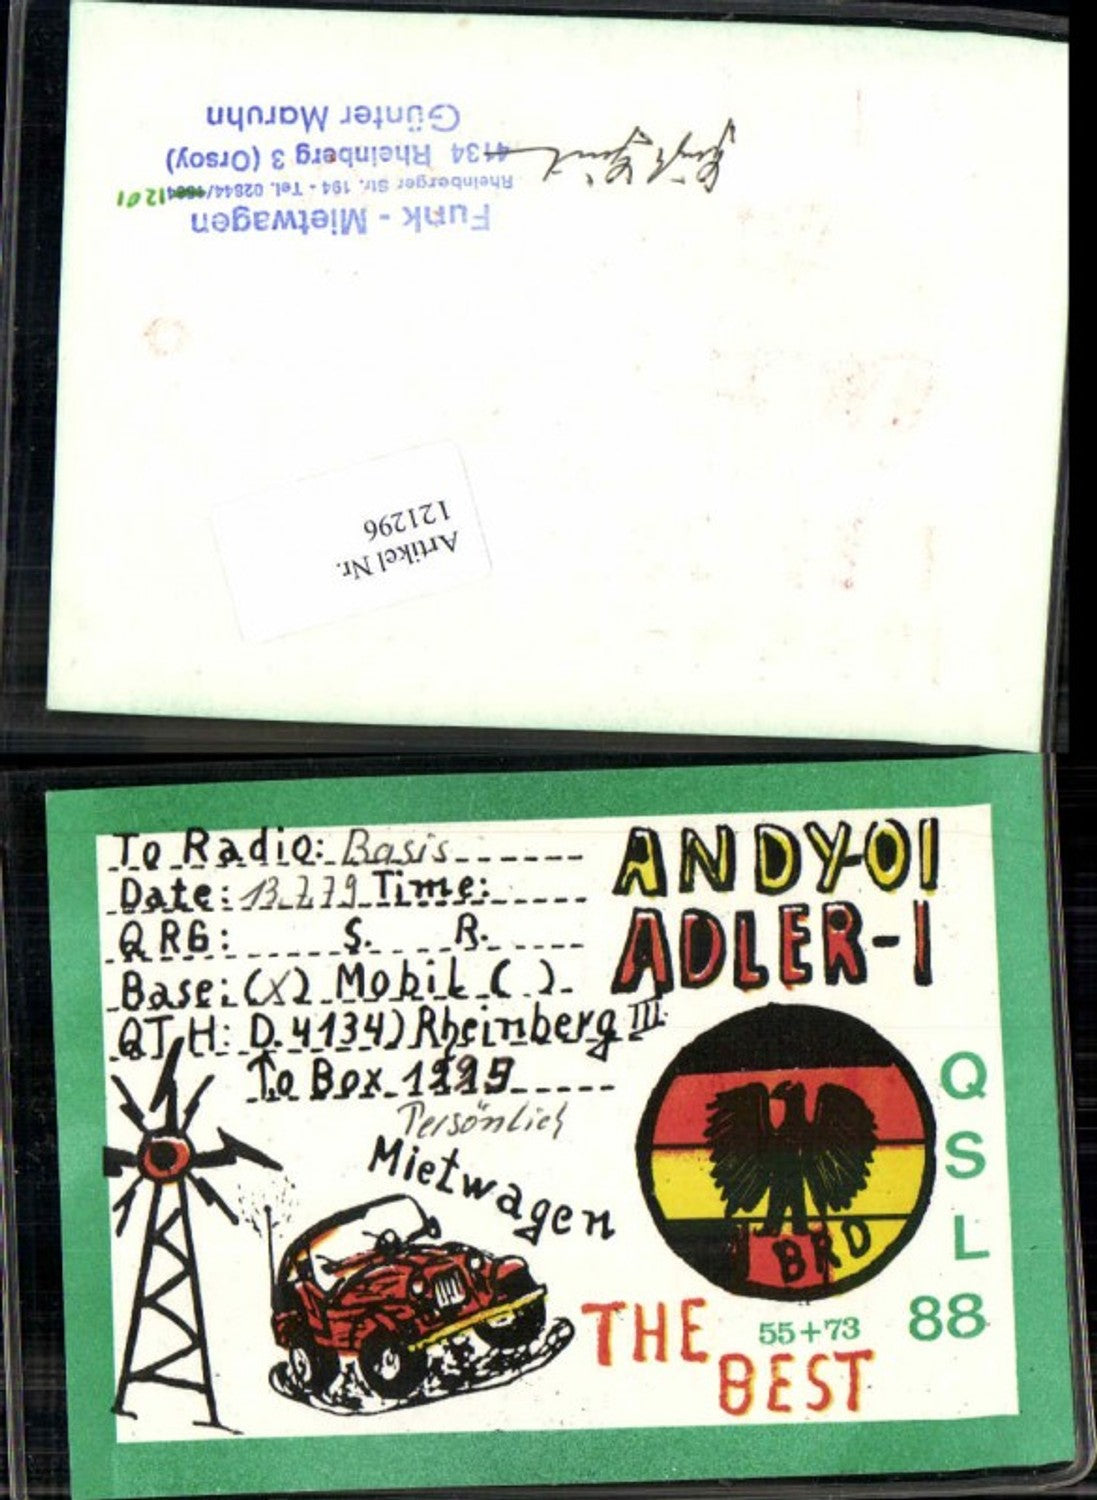 Funk - Mietwagen
Rheinberger Str. 194 - Tel. 02844/ 1201
4134 Rheinberg 3 (Orsoy)
Günter Maruhn
Artikel Nr.
121296
To Radio: Basis
Date: 13.7.79 Time:
QRG: S. R.
Base: (X) Mobil ( )
QTH: D. 4134) Rheinberg III
To Box
Persönlich
Mietwagen
ANDY-01
ADLER-1
BRD
QSL
88
55+73
THE
BEST